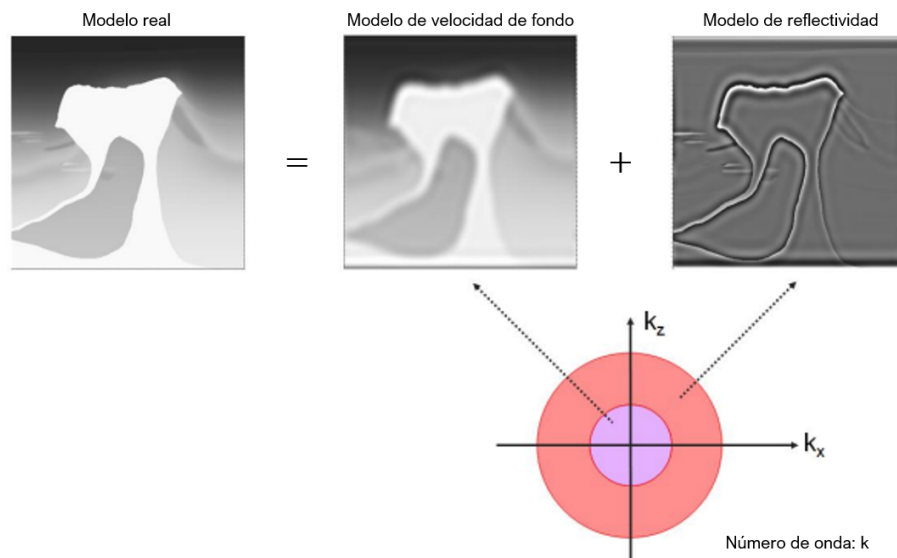 Modelo real
Modelo de velocidad de fondo
Modelo de reflectividad
=
+
kz
kx
Número de onda: k